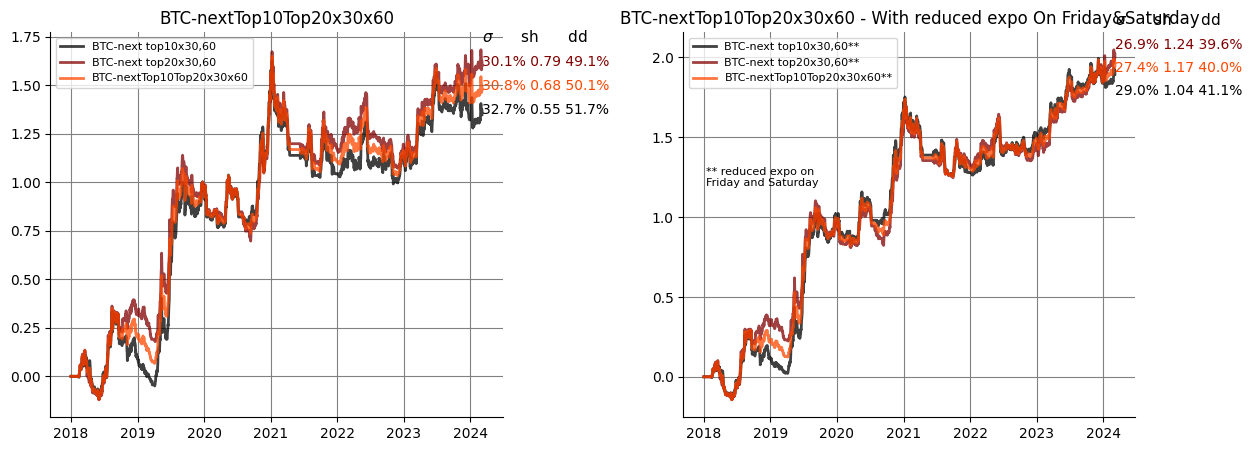 BTC-nextTop10Top20x30x60
BTC-next top10x30,60
BTC-next top20x30,60
BTC-nextTop10Top20x30x60
σ sh dd
30.1% 0.79 49.1%
30.8% 0.68 50.1%
32.7% 0.55 51.7%
1.75
1.50
1.25
1.00
0.75
0.50
0.25
0.00
2018 2019 2020 2021 2022 2023 2024
BTC-nextTop10Top20x30x60 - With reduced expo On Friday&Saturday
BTC-next top10x30,60**
BTC-next top20x30,60**
BTC-nextTop10Top20x30x60**
σ sh dd
26.9% 1.24 39.6%
27.4% 1.17 40.0%
29.0% 1.04 41.1%
** reduced expo on
Friday and Saturday
2.0
1.5
1.0
0.5
0.0
2018 2019 2020 2021 2022 2023 2024